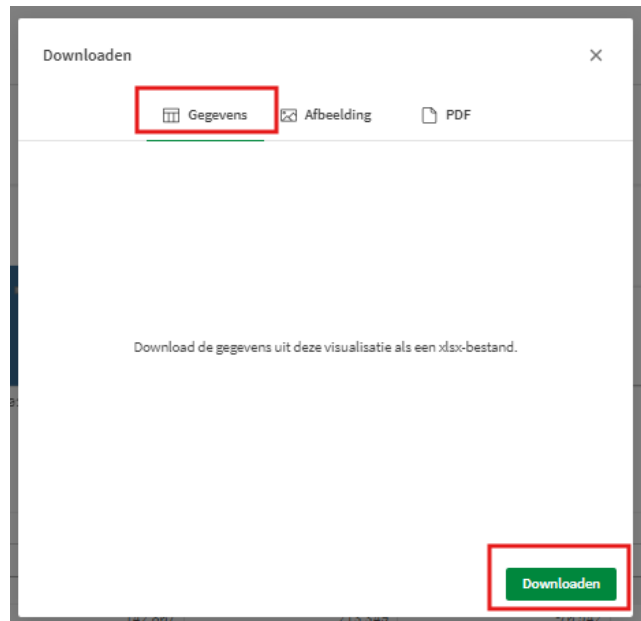 Downloaden
Gegevens Afbeelding PDF
Download de gegevens uit deze visualisatie als een xlsx-bestand.
Downloaden